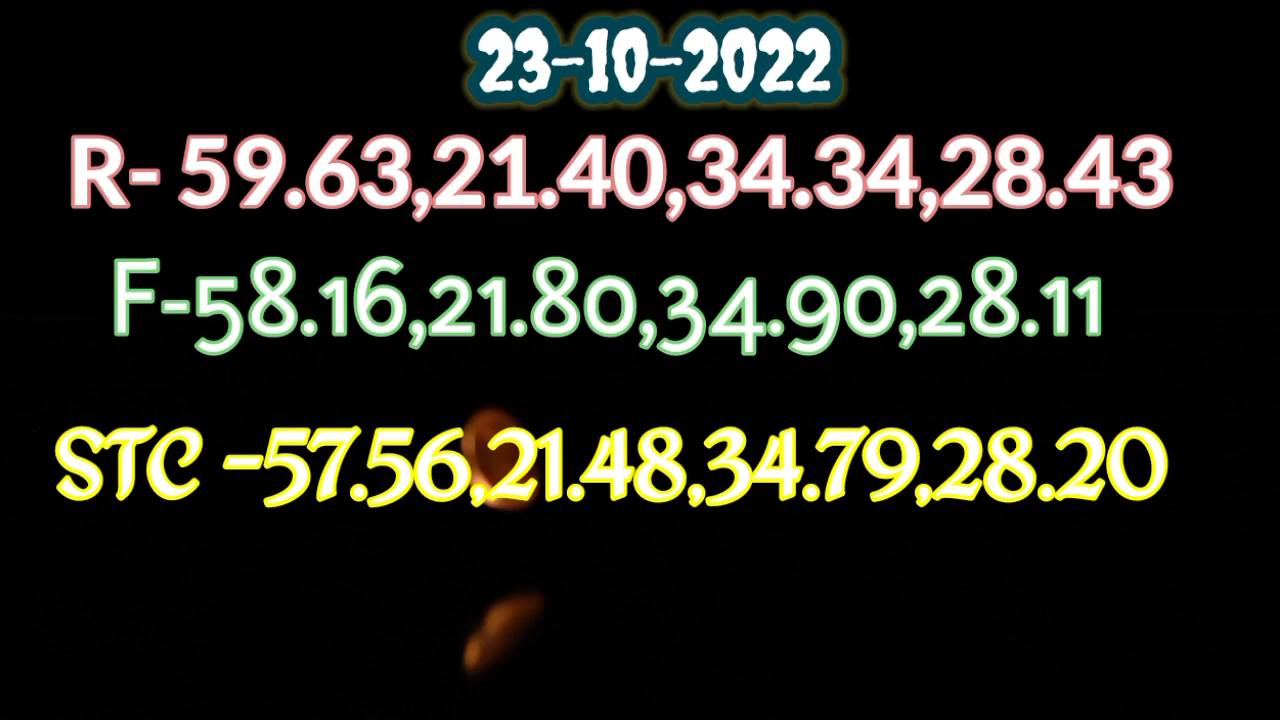 23-10-2022
R- 59.63,21.40,34.34,28.43
F-58.16,21.80,34.90,28.11
STC -57.56,21.48,34.79,28.20